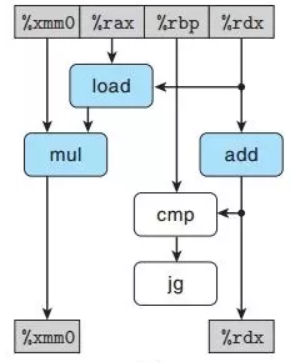 %xmm0 %rax %rbp %rdx
load
mul add
cmp
jg
%xmm0 %rdx